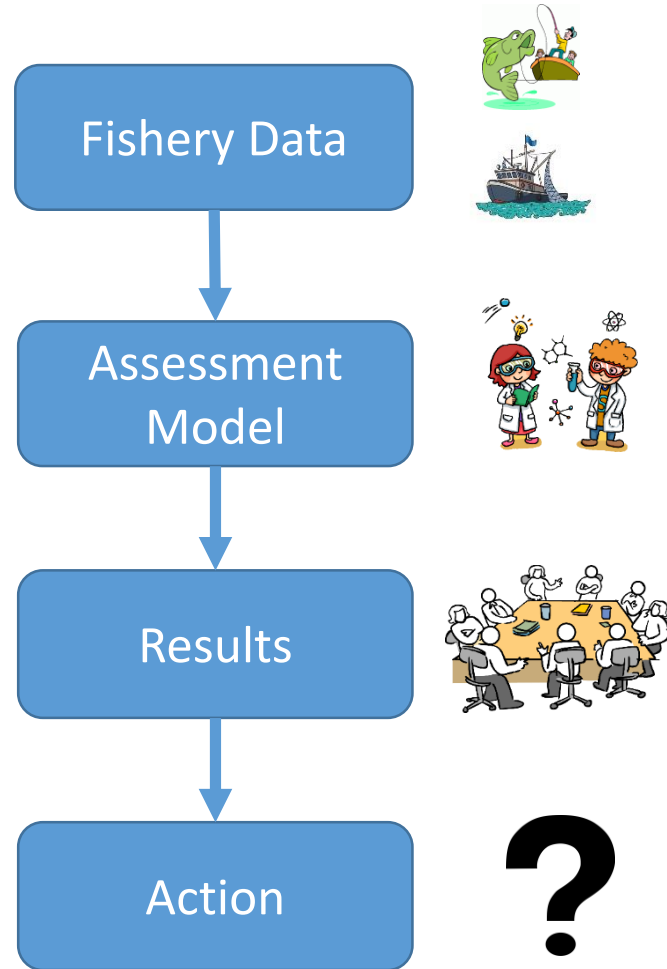 Fishery Data
Assessment
Model
Results
Action
?